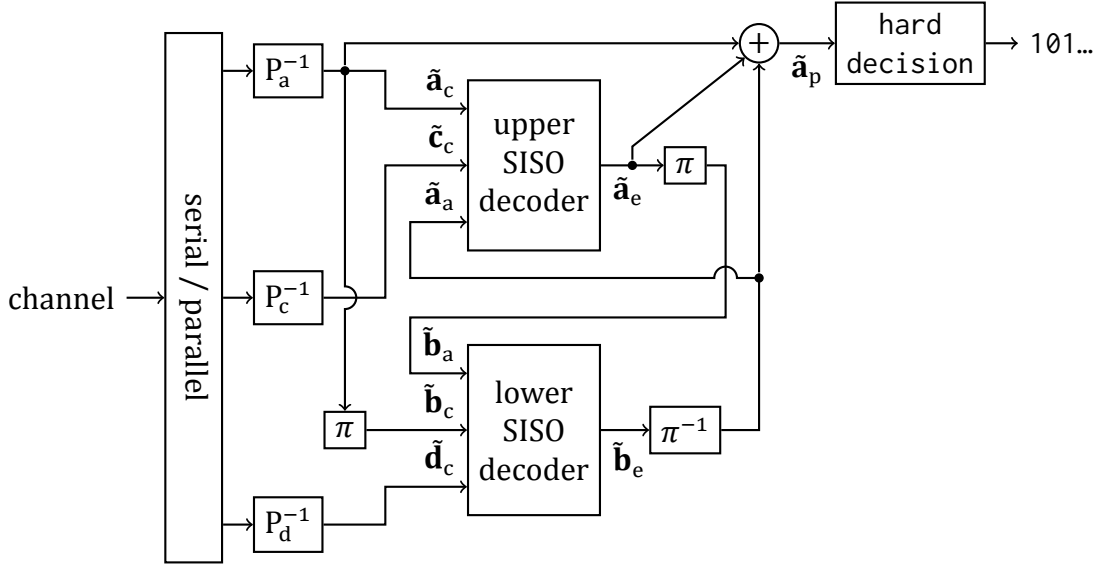 channel
serial / parallel
P_a^{-1}
P_c^{-1}
P_d^{-1}
π
ã_c
c̃_c
ã_a
upper
SISO
decoder
ã_e
π
b̃_a
b̃_c
d̃_c
lower
SISO
decoder
b̃_e
π^{-1}
+
ã_p
hard
decision
101…